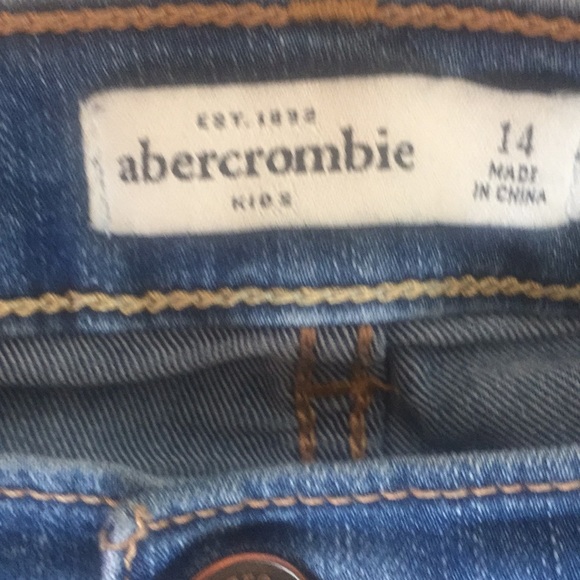 EST. 1892
abercrombie
KIDS
14
MADE
IN CHINA